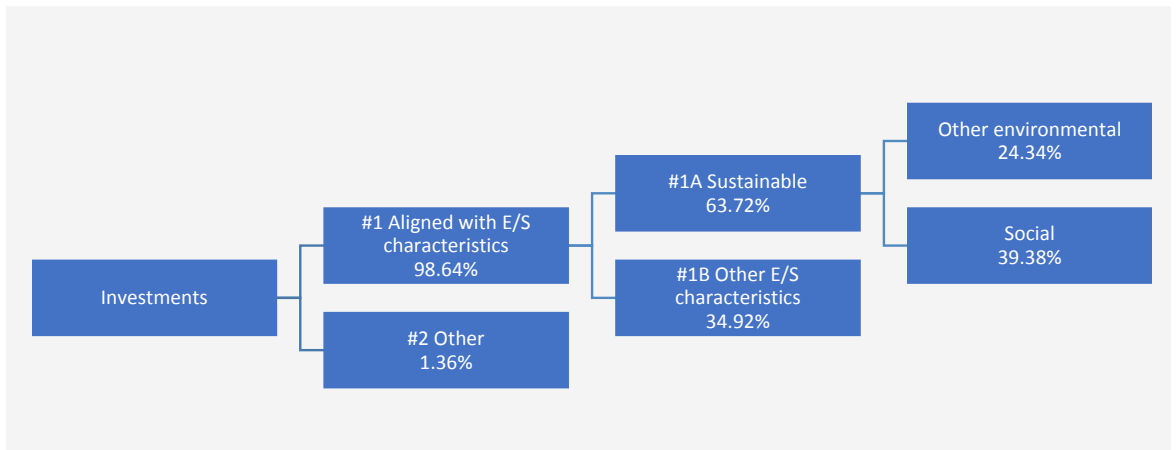 Investments
#1 Aligned with E/S
characteristics
98.64%
#2 Other
1.36%
#1A Sustainable
63.72%
#1B Other E/S
characteristics
34.92%
Other environmental
24.34%
Social
39.38%